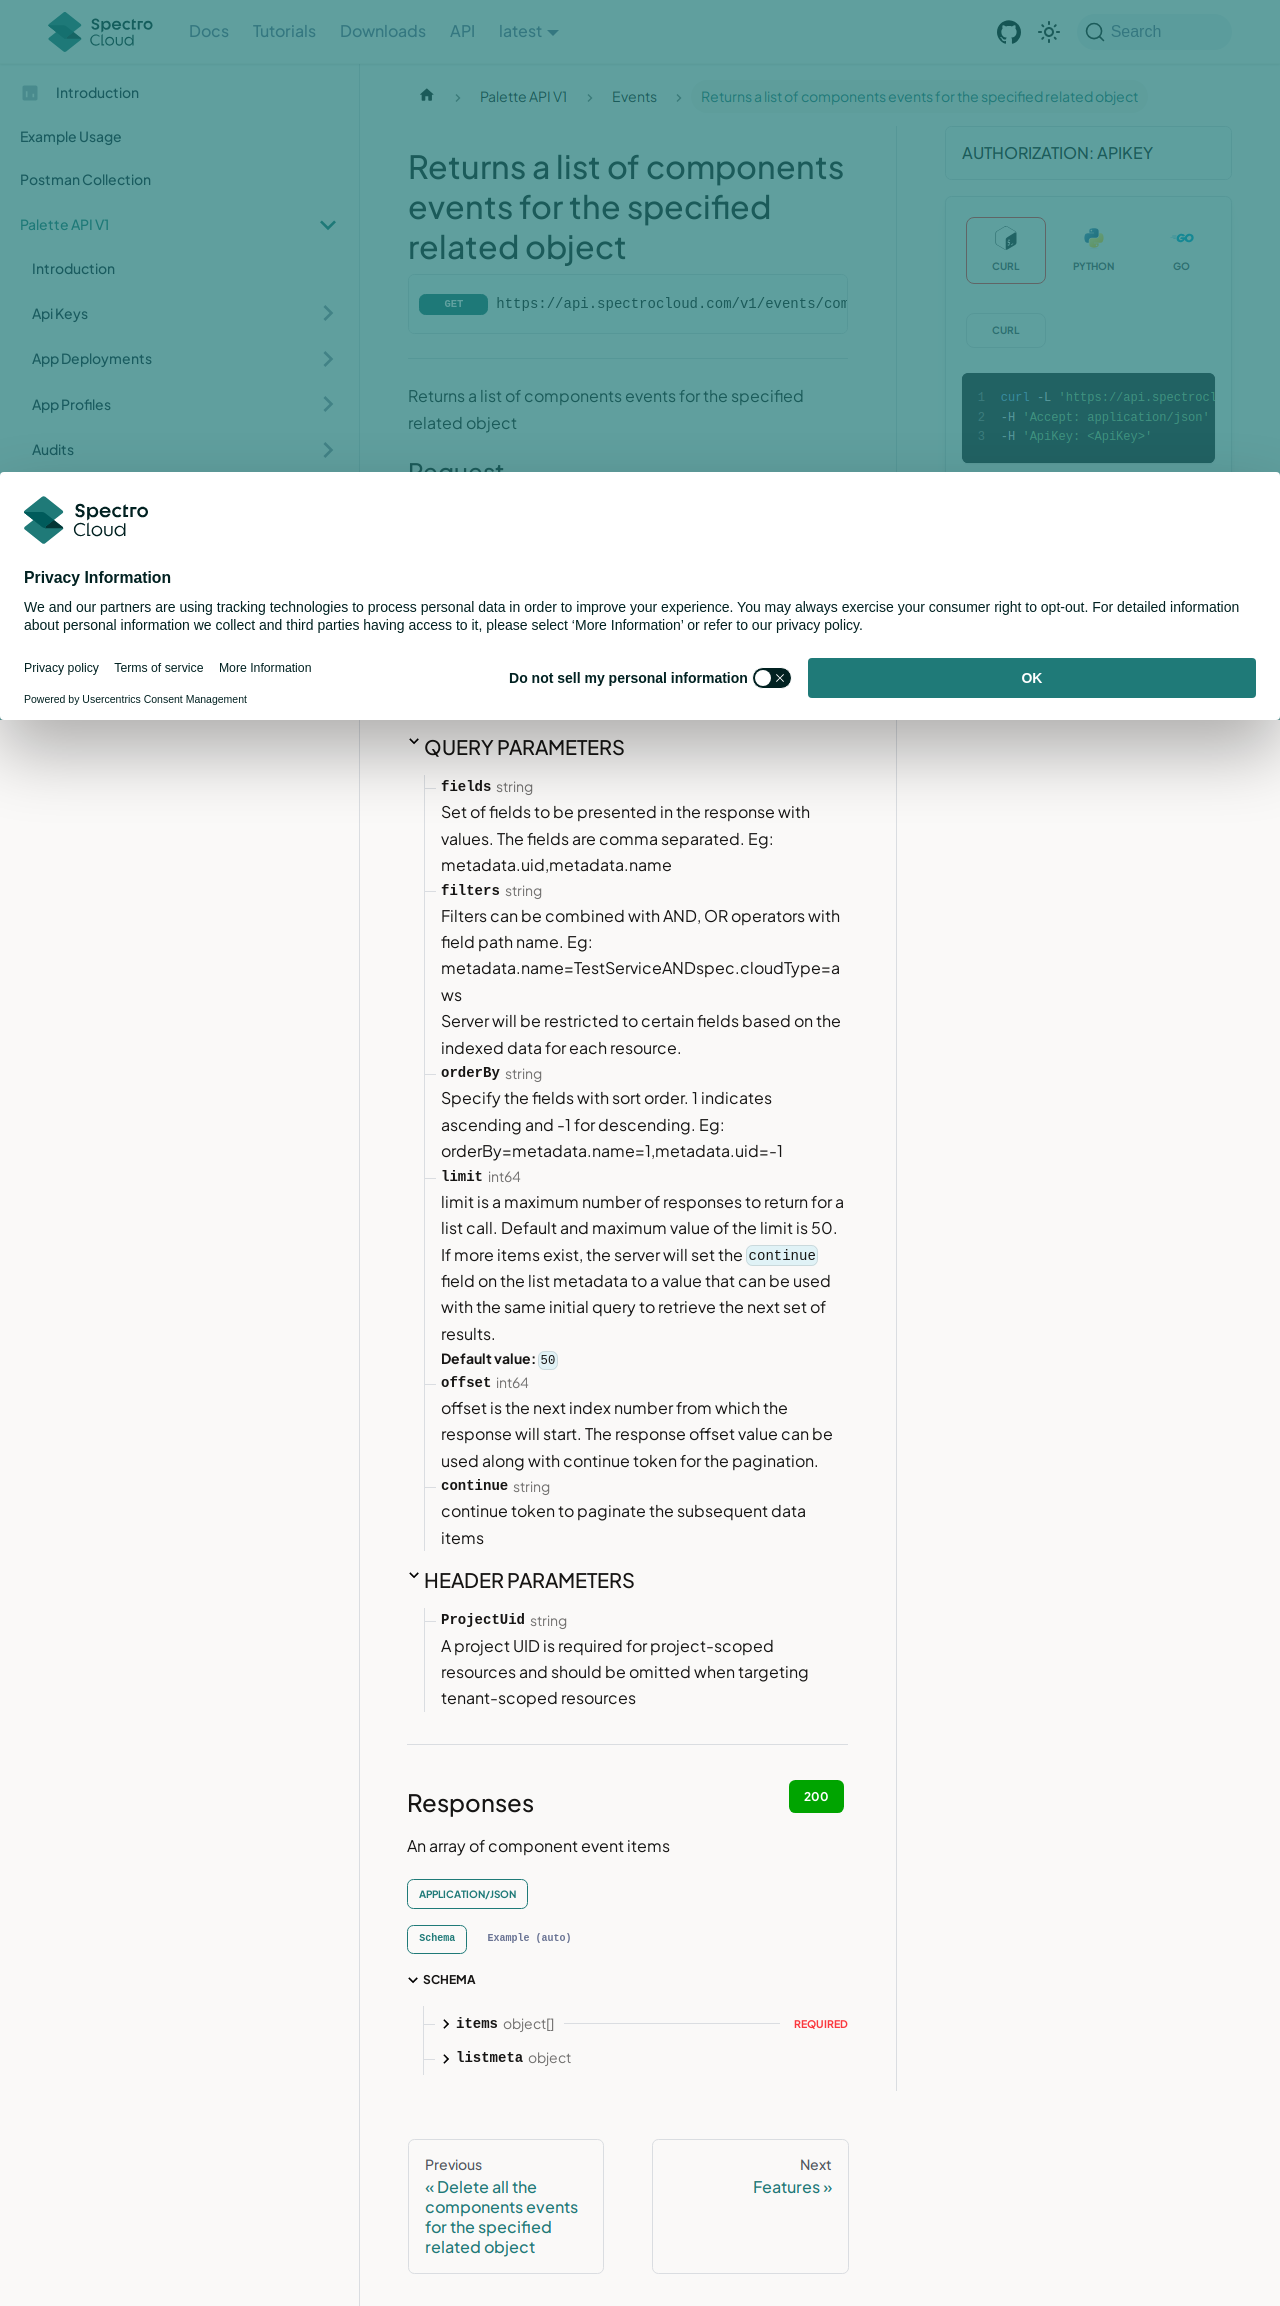 Spectro Cloud
Docs Tutorials Downloads API latest
Search
Introduction
Example Usage
Postman Collection
Palette API V1
Introduction
Api Keys
App Deployments
App Profiles
Audits
Palette API V1 Events Returns a list of components events for the specified related object
Returns a list of components
events for the specified
related object
GET https://api.spectrocloud.com/v1/events/com
Returns a list of components events for the specified
related object
Request
AUTHORIZATION: APIKEY
CURL PYTHON GO
CURL
1 curl -L 'https://api.spectrocl
2 -H 'Accept: application/json'
3 -H 'ApiKey: <ApiKey>'
Spectro
Cloud
Privacy Information
We and our partners are using tracking technologies to process personal data in order to improve your experience. You may always exercise your consumer right to opt-out. For detailed information
about personal information we collect and third parties having access to it, please select ‘More Information’ or refer to our privacy policy.
Privacy policy Terms of service More Information
Powered by Usercentrics Consent Management
Do not sell my personal information
OK
QUERY PARAMETERS
fields string
Set of fields to be presented in the response with
values. The fields are comma separated. Eg:
metadata.uid,metadata.name
filters string
Filters can be combined with AND, OR operators with
field path name. Eg:
metadata.name=TestServiceANDspec.cloudType=a
ws
Server will be restricted to certain fields based on the
indexed data for each resource.
orderBy string
Specify the fields with sort order. 1 indicates
ascending and -1 for descending. Eg:
orderBy=metadata.name=1,metadata.uid=-1
limit int64
limit is a maximum number of responses to return for a
list call. Default and maximum value of the limit is 50.
If more items exist, the server will set the continue
field on the list metadata to a value that can be used
with the same initial query to retrieve the next set of
results.
Default value: 50
offset int64
offset is the next index number from which the
response will start. The response offset value can be
used along with continue token for the pagination.
continue string
continue token to paginate the subsequent data
items
HEADER PARAMETERS
ProjectUid string
A project UID is required for project-scoped
resources and should be omitted when targeting
tenant-scoped resources
Responses
200
An array of component event items
APPLICATION/JSON
Schema Example (auto)
SCHEMA
items object[] REQUIRED
listmeta object
Previous
« Delete all the
components events
for the specified
related object
Next
Features »